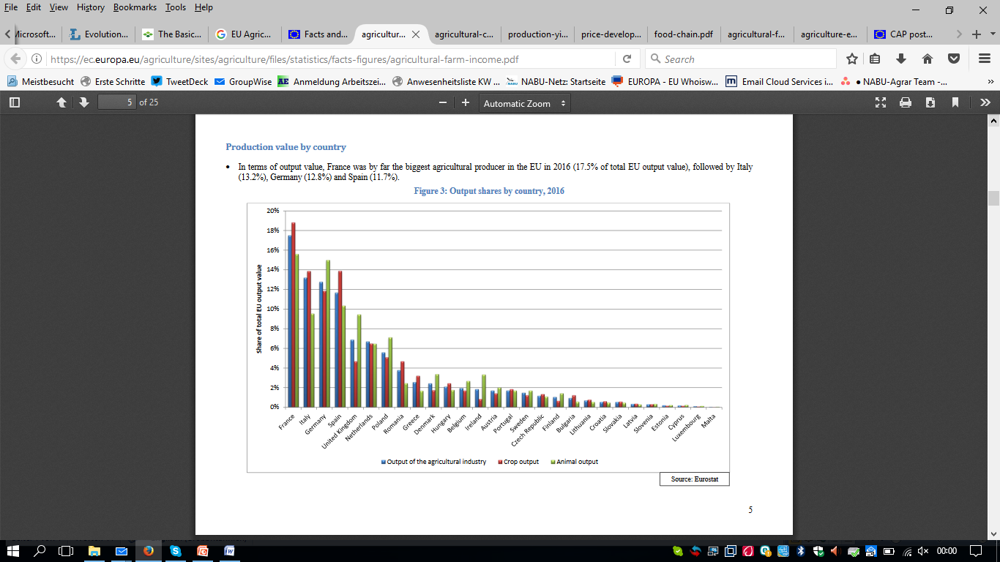 File Edit View History Bookmarks Tools Help
Microsoft... Evolution... The Basic... EU Agric... Facts and... agricultur... agricultural-c... production-yi... price-develop... food-chain.pdf agricultural-f... agriculture-e... CAP post...
https://ec.europa.eu/agriculture/sites/agriculture/files/statistics/facts-figures/agricultural-farm-income.pdf Search
Meistbesucht Erste Schritte TweetDeck GroupWise AE Anmeldung Arbeitszei... Anwesenheitsliste KW ... NABU-Netz: Startseite EUROPA - EU Whoisw... m Email Cloud Services i... • NABU-Agrar Team -...
5 of 25 Automatic Zoom
Production value by country
• In terms of output value, France was by far the biggest agricultural producer in the EU in 2016 (17.5% of total EU output value), followed by Italy
(13.2%), Germany (12.8%) and Spain (11.7%).
Figure 3: Output shares by country, 2016
Share of total EU output value
20%
18%
16%
14%
12%
10%
8%
6%
4%
2%
0%
France Italy Germany Spain United Kingdom Netherlands Poland Romania Greece Denmark Hungary Belgium Ireland Austria Portugal Sweden Czech Republic Finland Bulgaria Lithuania Croatia Slovakia Latvia Slovenia Estonia Cyprus Luxembourg Malta
Output of the agricultural industry Crop output Animal output
Source: Eurostat
5
00:00